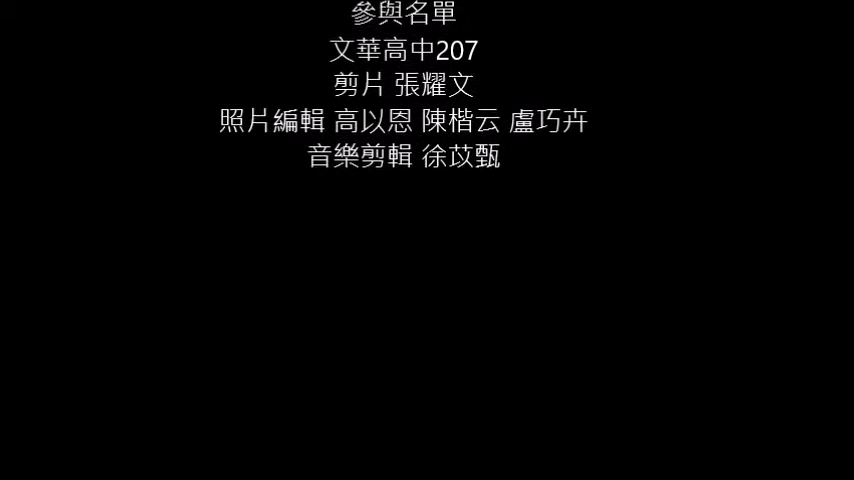 參與名單
文華高中207
剪片 張耀文
照片編輯 高以恩 陳楷云 盧巧卉
音樂剪輯 徐苡甄